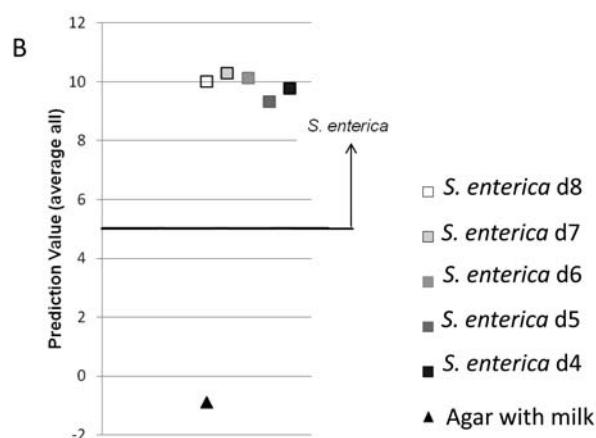 B
Prediction Value (average all)
12
10
8
6
4
2
0
-2
S. enterica
S. enterica d8
S. enterica d7
S. enterica d6
S. enterica d5
S. enterica d4
Agar with milk